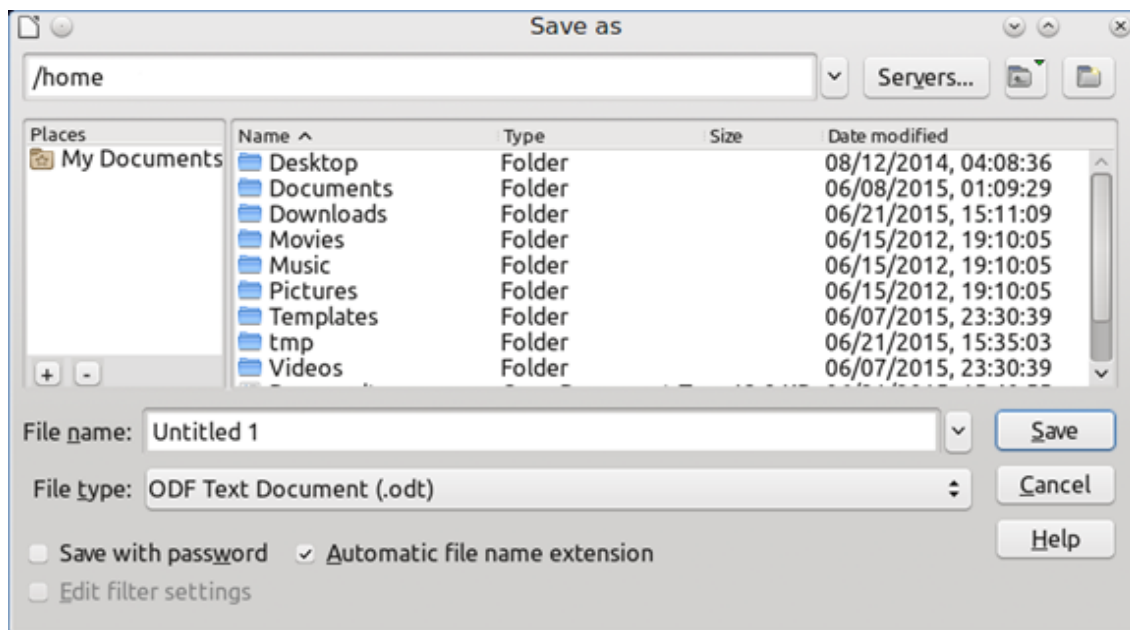 Save as
/home
Servers...
Places
My Documents
+ -
Name Type Size Date modified
Desktop Folder 08/12/2014, 04:08:36
Documents Folder 06/08/2015, 01:09:29
Downloads Folder 06/21/2015, 15:11:09
Movies Folder 06/15/2012, 19:10:05
Music Folder 06/15/2012, 19:10:05
Pictures Folder 06/15/2012, 19:10:05
Templates Folder 06/07/2015, 23:30:39
tmp Folder 06/21/2015, 15:35:03
Videos Folder 06/07/2015, 23:30:39
File name: Untitled 1
Save
File type: ODF Text Document (.odt)
Cancel
Save with password Automatic file name extension
Help
Edit filter settings